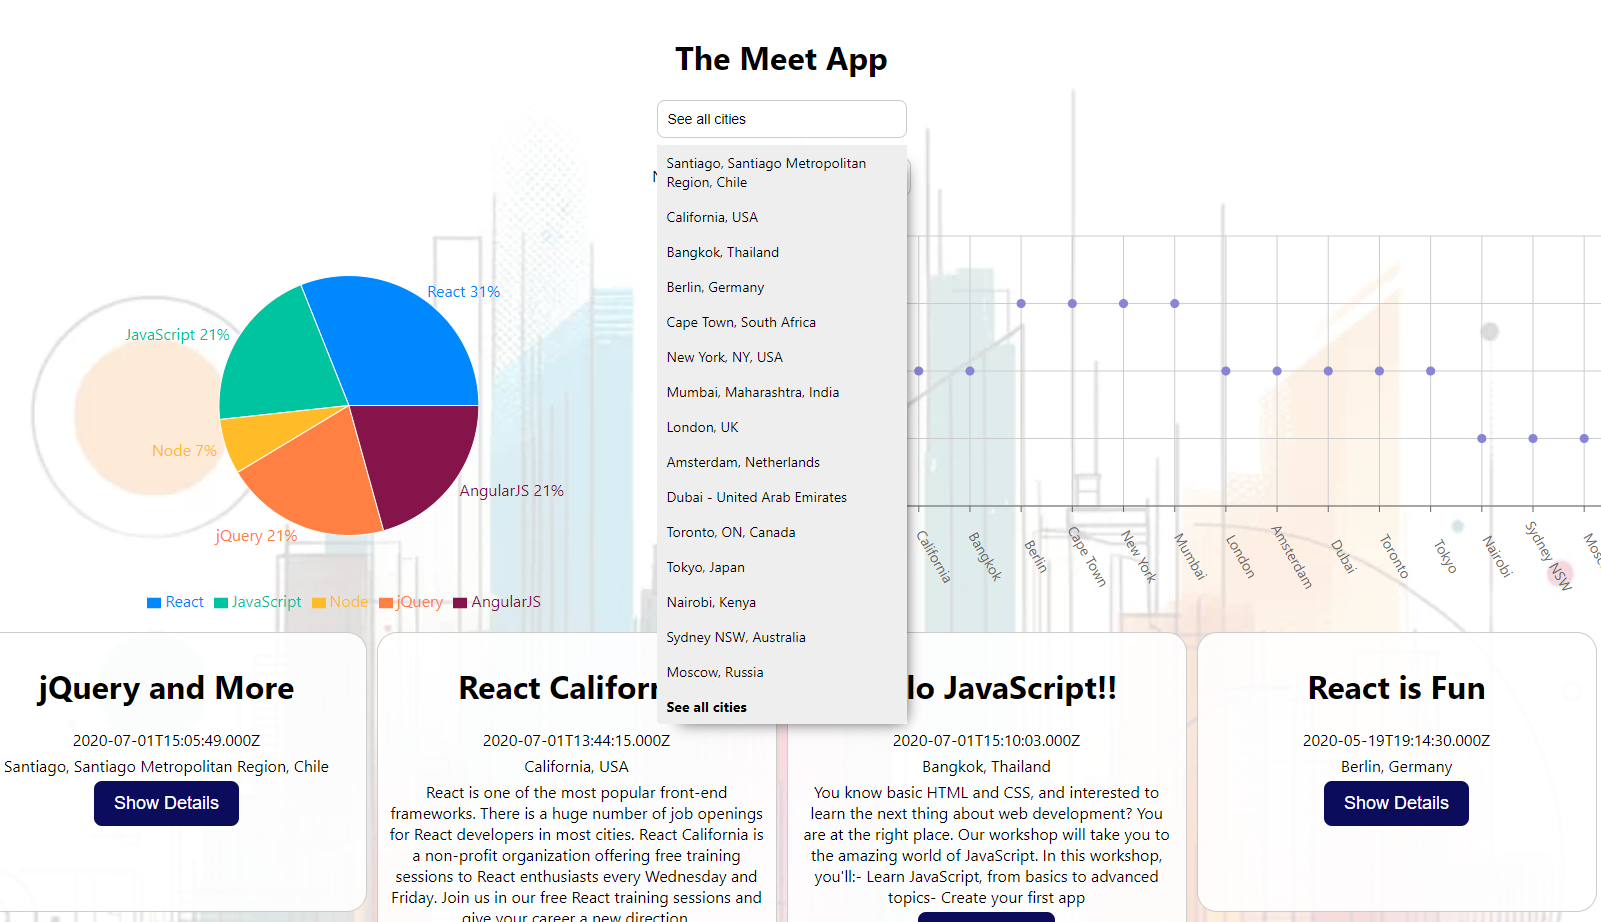 The Meet App
See all cities
Santiago, Santiago Metropolitan
Region, Chile
California, USA
Bangkok, Thailand
Berlin, Germany
Cape Town, South Africa
New York, NY, USA
Mumbai, Maharashtra, India
London, UK
Amsterdam, Netherlands
Dubai - United Arab Emirates
Toronto, ON, Canada
Tokyo, Japan
Nairobi, Kenya
Sydney NSW, Australia
Moscow, Russia
See all cities
React 31%
JavaScript 21%
Node 7%
AngularJS 21%
jQuery 21%
React
JavaScript
Node
jQuery
AngularJS
California
Bangkok
Berlin
Cape Town
New York
Mumbai
London
Amsterdam
Dubai
Toronto
Tokyo
Nairobi
Sydney NSW
jQuery and More
2020-07-01T15:05:49.000Z
Santiago, Santiago Metropolitan Region, Chile
Show Details
React
2020-07-01T13:44:15.000Z
California, USA
React is one of the most popular front-end
frameworks. There is a huge number of job openings
for React developers in most cities. React California is
a non-profit organization offering free training
sessions to React enthusiasts every Wednesday and
Friday. Join us in our free React training sessions and
give your career a new direction
JavaScript!!
2020-07-01T15:10:03.000Z
Bangkok, Thailand
You know basic HTML and CSS, and interested to
learn the next thing about web development? You
are at the right place. Our workshop will take you to
the amazing world of JavaScript. In this workshop,
you'll:- Learn JavaScript, from basics to advanced
topics- Create your first app
React is Fun
2020-05-19T19:14:30.000Z
Berlin, Germany
Show Details